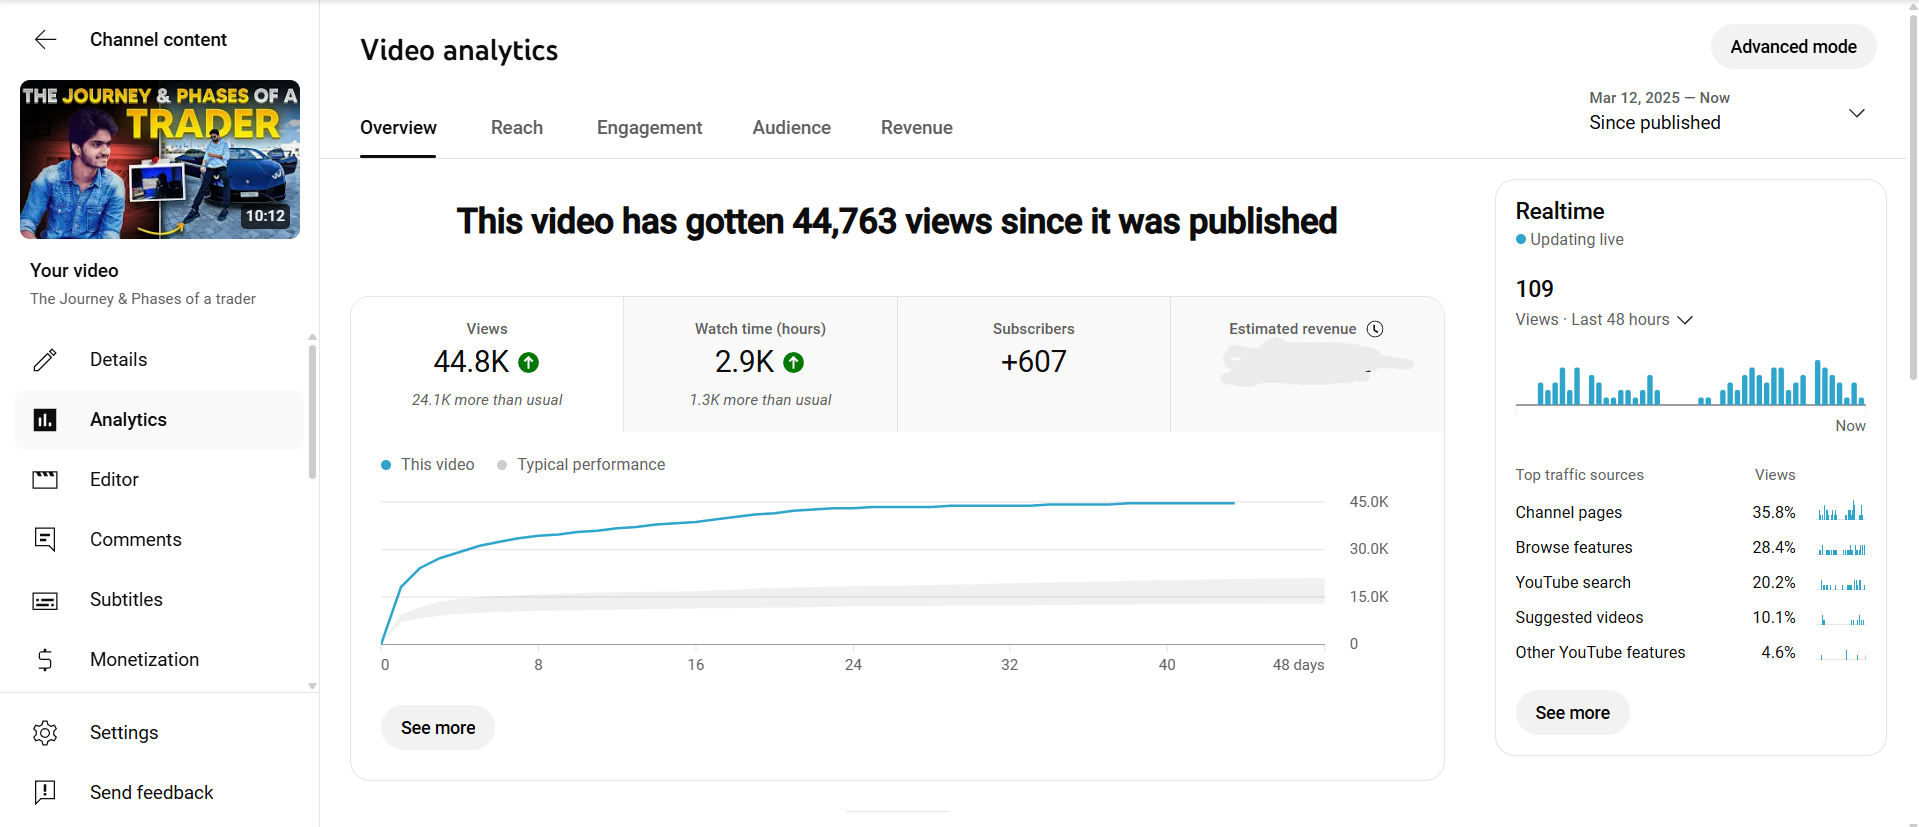 Channel content
THE JOURNEY & PHASES OF A
TRADER
10:12
Your video
The Journey & Phases of a trader
Details
Analytics
Editor
Comments
Subtitles
Monetization
Settings
Send feedback
Video analytics
Advanced mode
Overview
Reach
Engagement
Audience
Revenue
Mar 12, 2025 — Now
Since published
This video has gotten 44,763 views since it was published
Views
44.8K
24.1K more than usual
Watch time (hours)
2.9K
1.3K more than usual
Subscribers
+607
Estimated revenue
This video
Typical performance
45.0K
30.0K
15.0K
0
0 8 16 24 32 40 48 days
See more
Realtime
Updating live
109
Views · Last 48 hours
Now
Top traffic sources Views
Channel pages 35.8%
Browse features 28.4%
YouTube search 20.2%
Suggested videos 10.1%
Other YouTube features 4.6%
See more